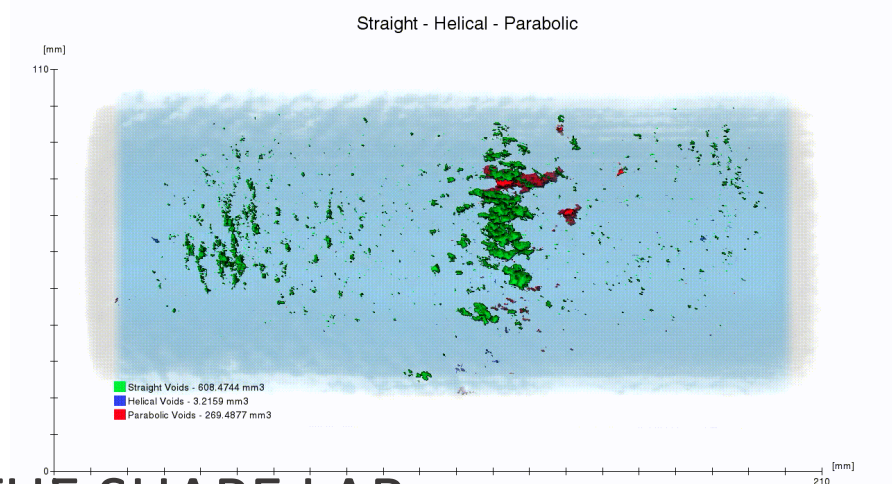 Straight - Helical - Parabolic
[mm]
110
Straight Voids - 608.4744 mm3
Helical Voids - 3.2159 mm3
Parabolic Voids - 269.4877 mm3
0
[mm]
210